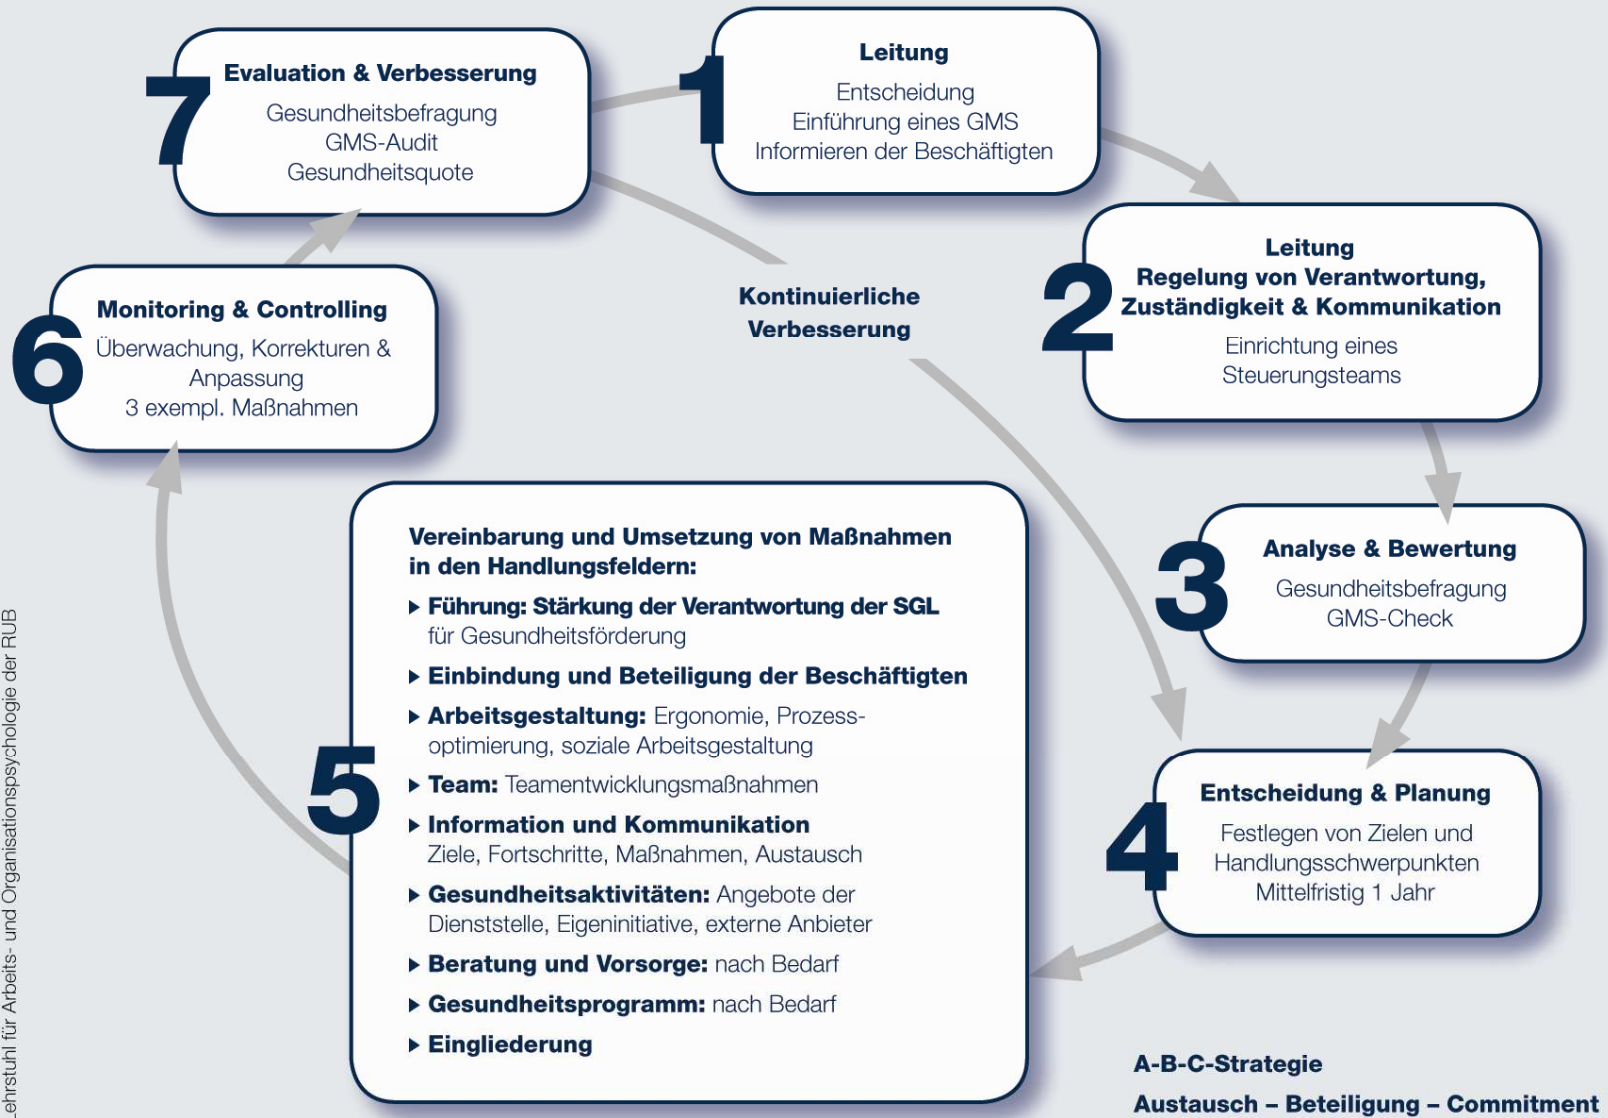 1
Leitung
Entscheidung
Einführung eines GMS
Informieren der Beschäftigten
2
Leitung
Regelung von Verantwortung,
Zuständigkeit & Kommunikation
Einrichtung eines
Steuerungsteams
3
Analyse & Bewertung
Gesundheitsbefragung
GMS-Check
4
Entscheidung & Planung
Festlegen von Zielen und
Handlungsschwerpunkten
Mittelfristig 1 Jahr
5
Vereinbarung und Umsetzung von Maßnahmen
in den Handlungsfeldern:
▸ Führung: Stärkung der Verantwortung der SGL
für Gesundheitsförderung
▸ Einbindung und Beteiligung der Beschäftigten
▸ Arbeitsgestaltung: Ergonomie, Prozess-
optimierung, soziale Arbeitsgestaltung
▸ Team: Teamentwicklungsmaßnahmen
▸ Information und Kommunikation
Ziele, Fortschritte, Maßnahmen, Austausch
▸ Gesundheitsaktivitäten: Angebote der
Dienststelle, Eigeninitiative, externe Anbieter
▸ Beratung und Vorsorge: nach Bedarf
▸ Gesundheitsprogramm: nach Bedarf
▸ Eingliederung
6
Monitoring & Controlling
Überwachung, Korrekturen &
Anpassung
3 exempl. Maßnahmen
7
Evaluation & Verbesserung
Gesundheitsbefragung
GMS-Audit
Gesundheitsquote
Kontinuierliche
Verbesserung
A-B-C-Strategie
Austausch – Beteiligung – Commitment
für Arbeits- und Organisationspsychologie der RUB